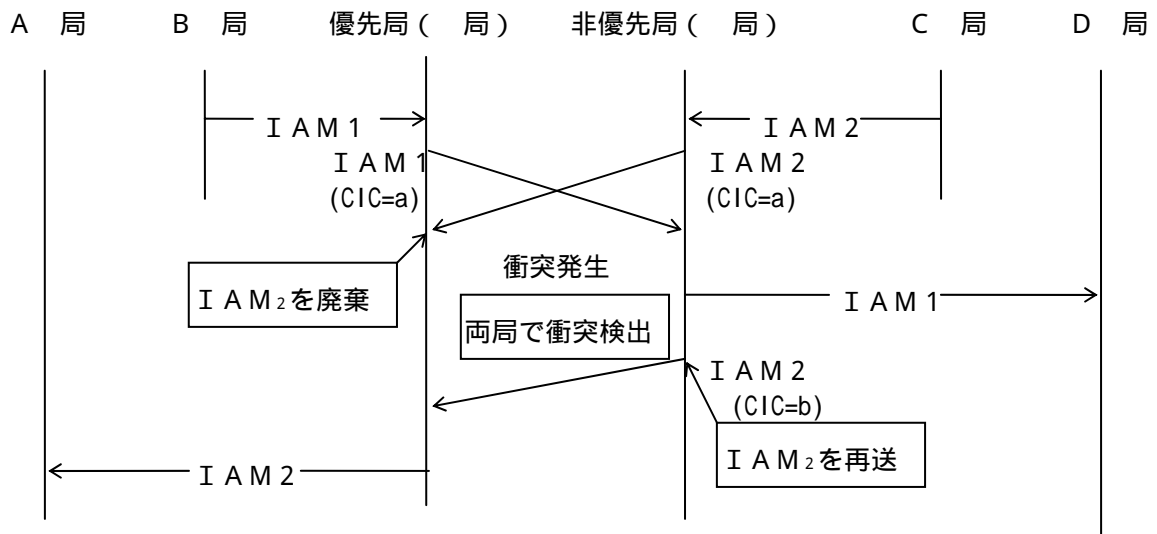 A 局 B 局 優先局( 局) 非優先局( 局) C 局 D 局
IAM1 IAM2
IAM1 IAM2
(CIC=a) (CIC=a)
衝突発生
IAM2を廃棄 IAM1
両局で衝突検出
IAM2
(CIC=b)
IAM2を再送
IAM2